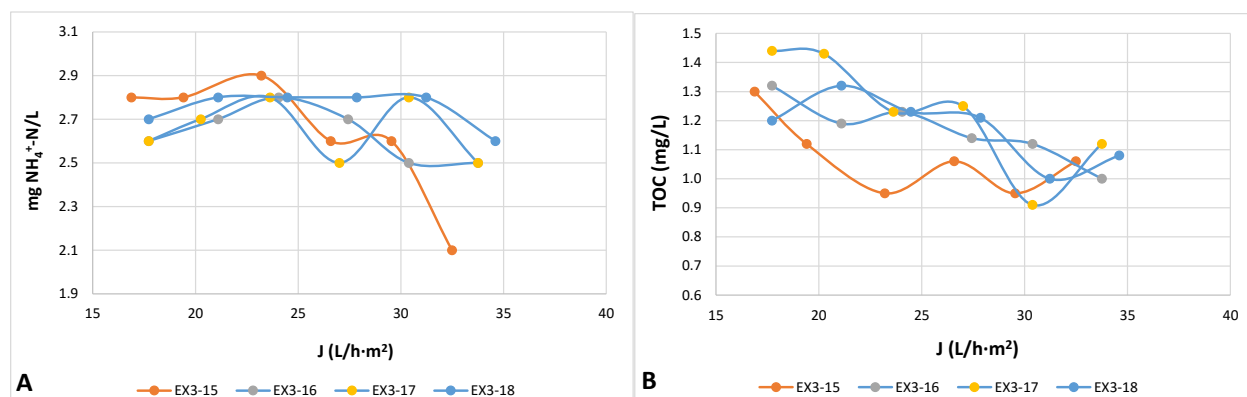 3.1
2.9
2.7
2.5
2.3
2.1
1.9
mg NH₄⁺-N/L
15 20 25 30 35 40
J (L/h·m²)
A
EX3-15 EX3-16 EX3-17 EX3-18
1.5
1.4
1.3
1.2
1.1
1.0
0.9
0.8
0.7
0.6
TOC (mg/L)
15 20 25 30 35 40
J (L/h·m²)
B
EX3-15 EX3-16 EX3-17 EX3-18